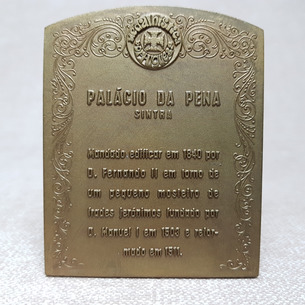 PALÁCIO DA PENA
SINTRA
Mandado edificar em 1840 por
D. Fernando II em torno de
um pequeno mosteiro de
frades jerónimos fundado por
D. Manuel I em 1503 e refor-
mado em 1511.